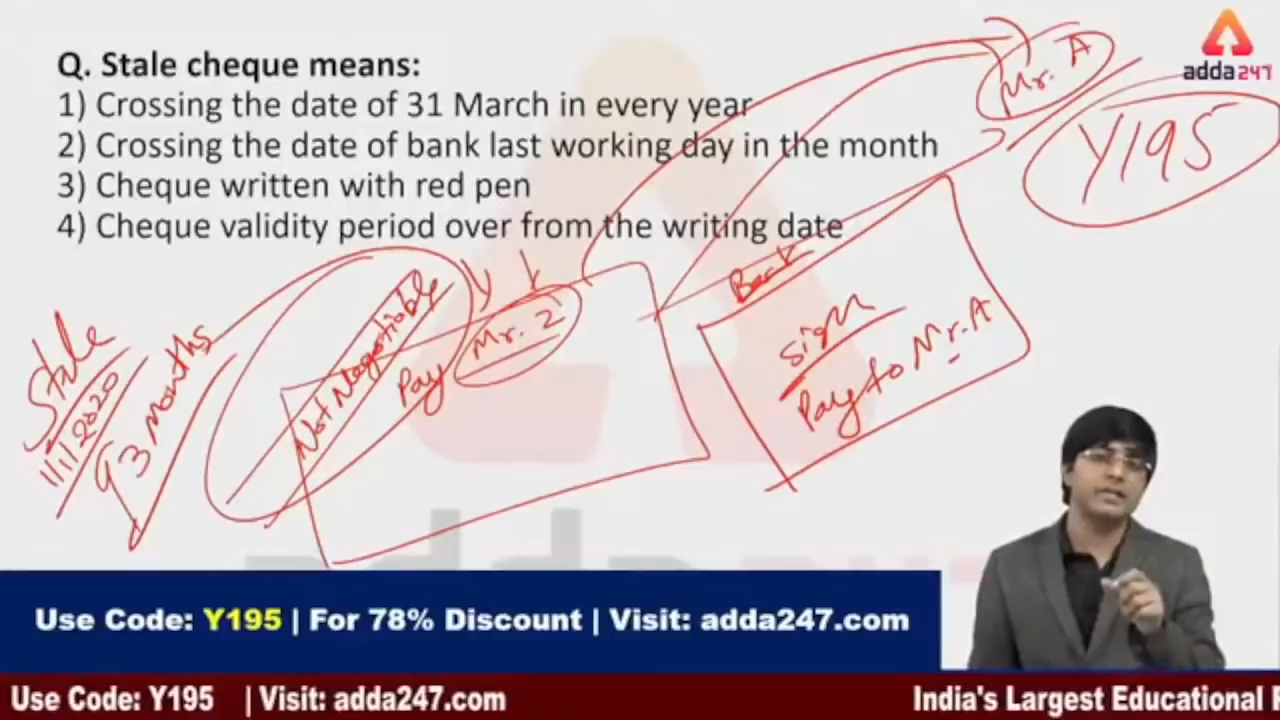 Q. Stale cheque means:
1) Crossing the date of 31 March in every year
2) Crossing the date of bank last working day in the month
3) Cheque written with red pen
4) Cheque validity period over from the writing date
Mr. A
adda247
Y195
Stale
1/1/2020
3 months
Not Negotiable
Pay Mr. Z
Back
Sign
Pay to Mr. A
Use Code: Y195 | For 78% Discount | Visit: adda247.com
Use Code: Y195 | Visit: adda247.com
India's Largest Educational